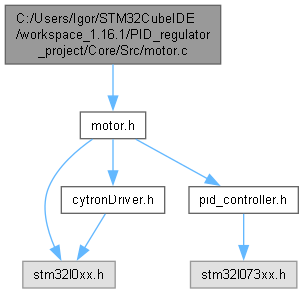 C:/Users/Igor/STM32CubeIDE
/workspace_1.16.1/PID_regulator
_project/Core/Src/motor.c
motor.h
cytronDriver.h
pid_controller.h
stm32l0xx.h
stm32l073xx.h